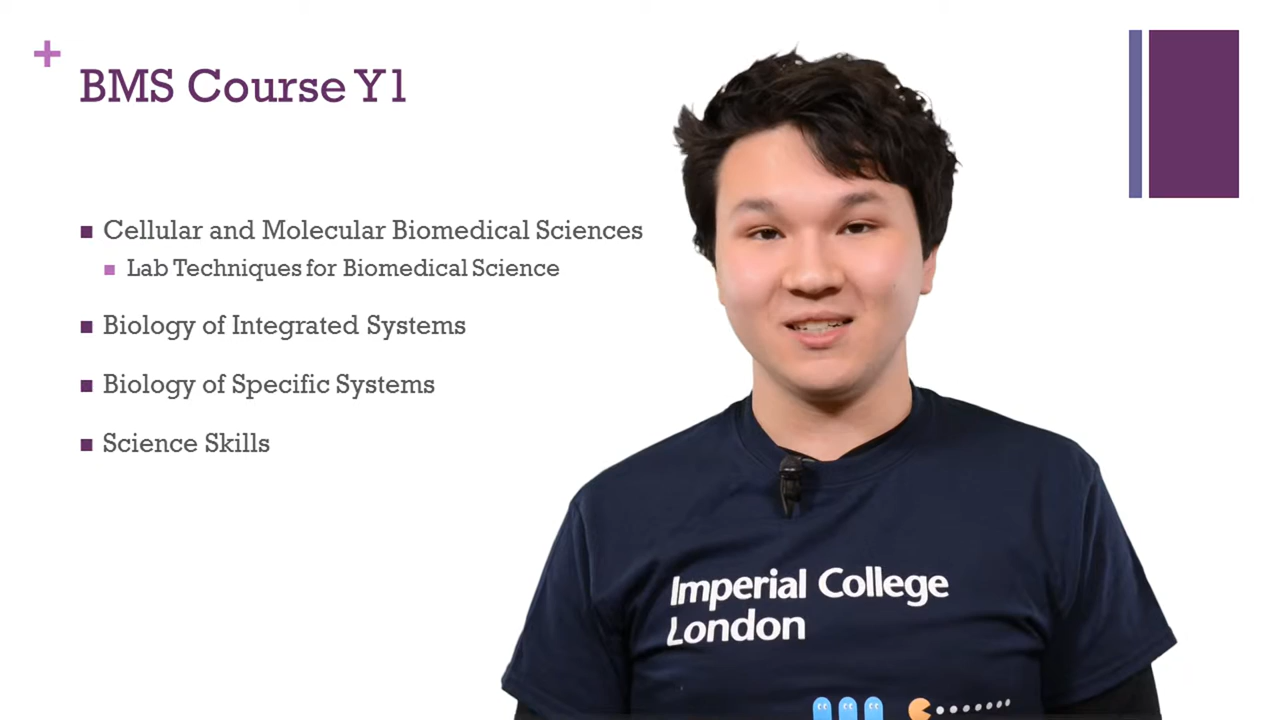 BMS Course Y1
Cellular and Molecular Biomedical Sciences
Lab Techniques for Biomedical Science
Biology of Integrated Systems
Biology of Specific Systems
Science Skills
Imperial College
London